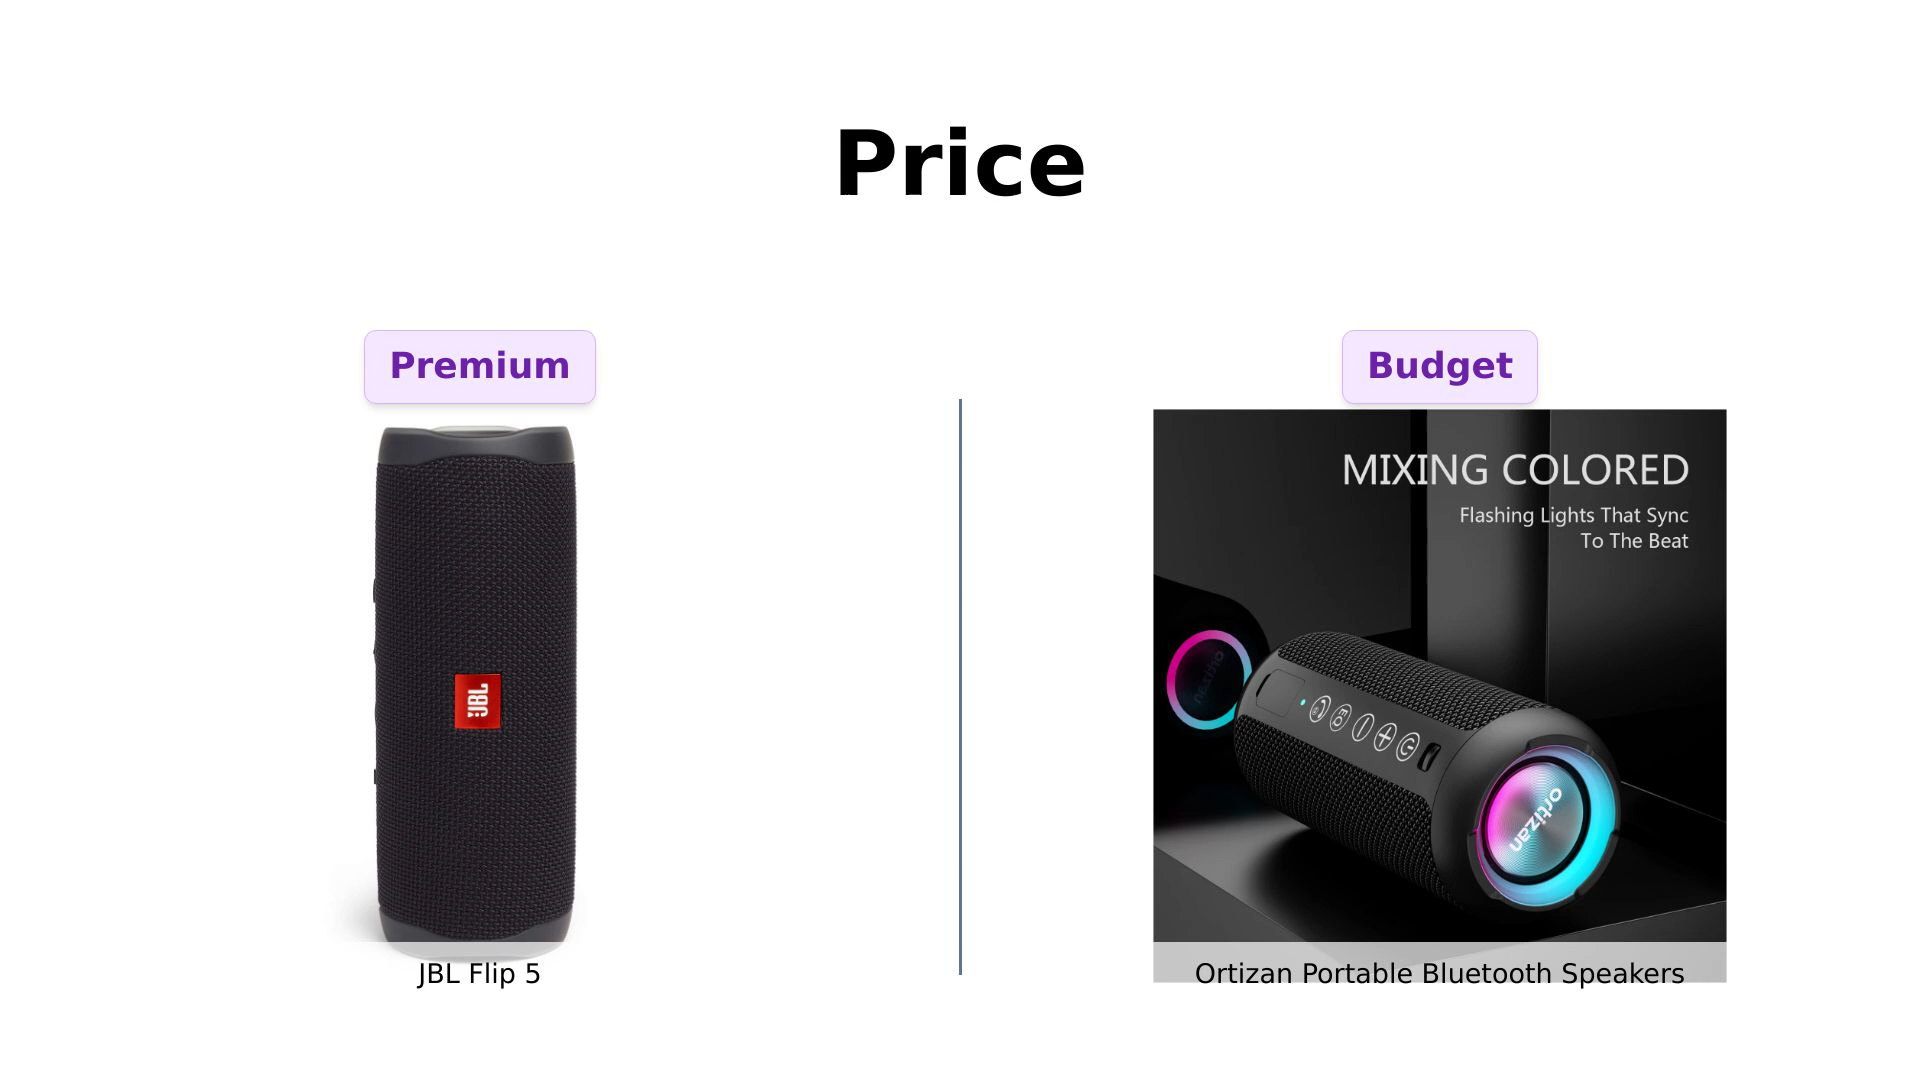 Price
Premium
Budget
JBL
MIXING COLORED
Flashing Lights That Sync
To The Beat
ortizan
JBL Flip 5
Ortizan Portable Bluetooth Speakers